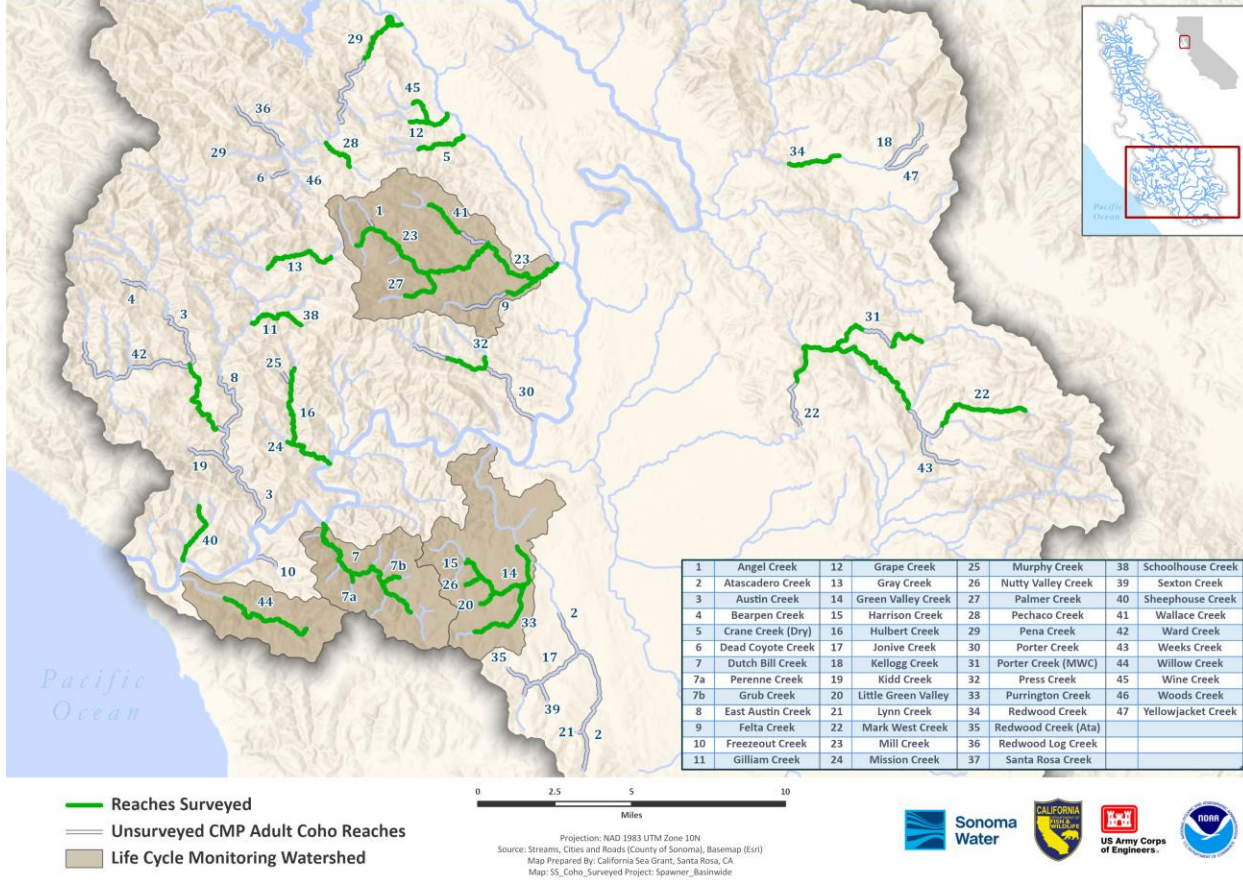 29
45
36
12
28
5
29
6
46
34
18
47
Pacific
Ocean
1
41
23
23
13
27
9
4
3
11
38
31
32
42
25
8
30
16
22
22
24
19
43
3
40
7
7b
15
14
10
26
7a
20
44
2
33
35
17
39
21
2
Pacific
Ocean
1 Angel Creek 12 Grape Creek 25 Murphy Creek 38 Schoolhouse Creek
2 Atascadero Creek 13 Gray Creek 26 Nutty Valley Creek 39 Sexton Creek
3 Austin Creek 14 Green Valley Creek 27 Palmer Creek 40 Sheephouse Creek
4 Bearpen Creek 15 Harrison Creek 28 Pechaco Creek 41 Wallace Creek
5 Crane Creek (Dry) 16 Hulbert Creek 29 Pena Creek 42 Ward Creek
6 Dead Coyote Creek 17 Jonive Creek 30 Porter Creek 43 Weeks Creek
7 Dutch Bill Creek 18 Kellogg Creek 31 Porter Creek (MWC) 44 Willow Creek
7a Perenne Creek 19 Kidd Creek 32 Press Creek 45 Wine Creek
7b Grub Creek 20 Little Green Valley 33 Purrington Creek 46 Woods Creek
8 East Austin Creek 21 Lynn Creek 34 Redwood Creek 47 Yellowjacket Creek
9 Felta Creek 22 Mark West Creek 35 Redwood Creek (Ata)
10 Freezeout Creek 23 Mill Creek 36 Redwood Log Creek
11 Gilliam Creek 24 Mission Creek 37 Santa Rosa Creek
Reaches Surveyed
Unsurveyed CMP Adult Coho Reaches
Life Cycle Monitoring Watershed
0 2.5 5 10
Miles
Projection: NAD 1983 UTM Zone 10N
Source: Streams, Cities and Roads (County of Sonoma), Basemap (Esri)
Map Prepared By: California Sea Grant, Santa Rosa, CA
Map: SS_Coho_Surveyed Project: Spawner_Basinwide
Sonoma
Water
CALIFORNIA
FISH &
WILDLIFE
US Army Corps
of Engineers
NOAA